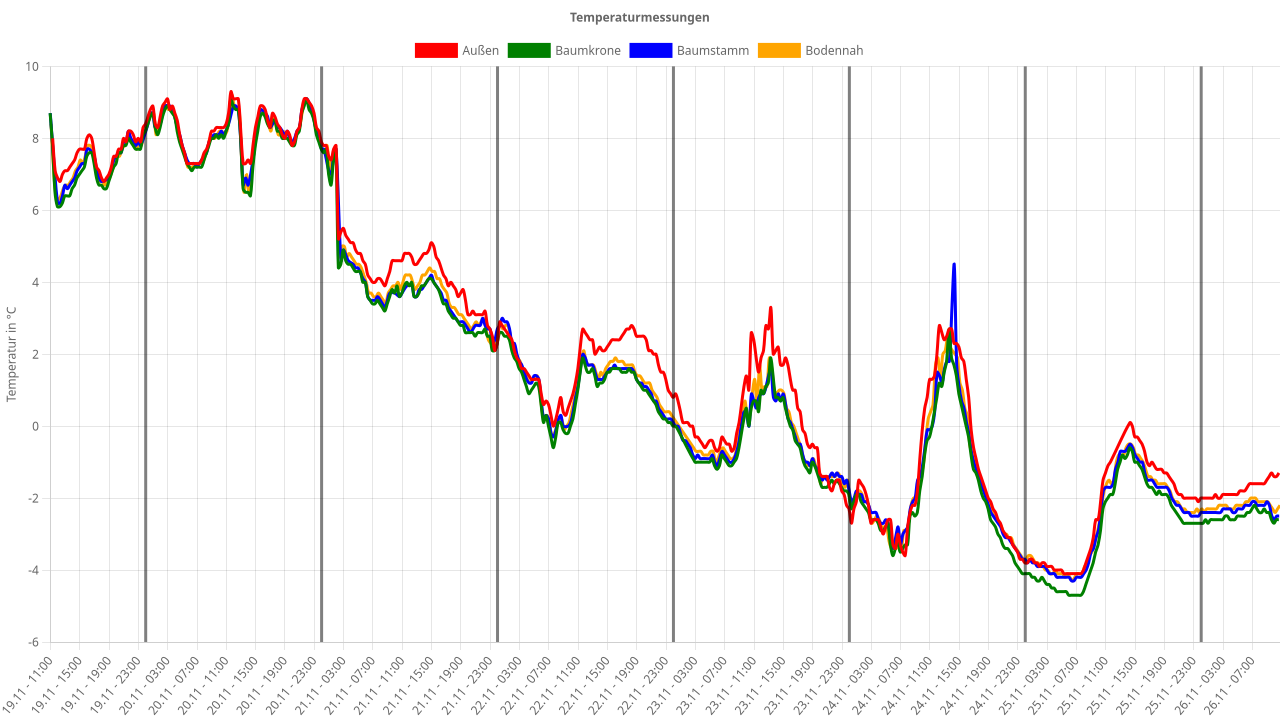 Temperaturmessungen
Außen Baumkrone Baumstamm Bodennah
Temperatur in °C
10
8
6
4
2
0
-2
-4
-6
19.11 - 11:00
19.11 - 15:00
19.11 - 19:00
19.11 - 23:00
20.11 - 03:00
20.11 - 07:00
20.11 - 11:00
20.11 - 15:00
20.11 - 19:00
20.11 - 23:00
21.11 - 03:00
21.11 - 07:00
21.11 - 11:00
21.11 - 15:00
21.11 - 19:00
21.11 - 23:00
22.11 - 03:00
22.11 - 07:00
22.11 - 11:00
22.11 - 15:00
22.11 - 19:00
22.11 - 23:00
23.11 - 03:00
23.11 - 07:00
23.11 - 11:00
23.11 - 15:00
23.11 - 19:00
23.11 - 23:00
24.11 - 03:00
24.11 - 07:00
24.11 - 11:00
24.11 - 15:00
24.11 - 19:00
24.11 - 23:00
25.11 - 03:00
25.11 - 07:00
25.11 - 11:00
25.11 - 15:00
25.11 - 19:00
25.11 - 23:00
26.11 - 03:00
26.11 - 07:00